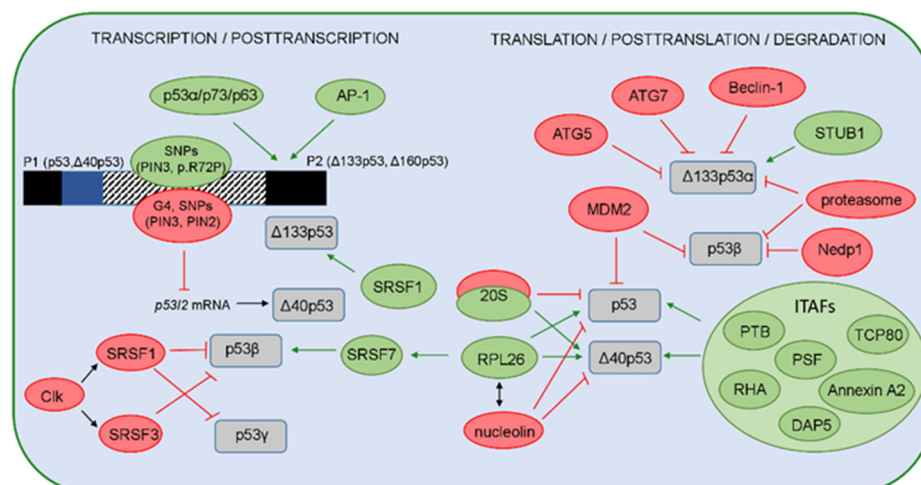 TRANSCRIPTION / POSTTRANSCRIPTION
p53α/p73/p63
AP-1
SNPs
(PIN3, p.R72P)
P1 (p53,Δ40p53)
P2 (Δ133p53, Δ160p53)
G4, SNPs
(PIN3, PIN2)
Δ133p53
SRSF1
p53I2 mRNA
Δ40p53
SRSF1
p53β
SRSF7
Clk
SRSF3
p53γ
TRANSLATION / POSTTRANSLATION / DEGRADATION
ATG5
ATG7
Beclin-1
STUB1
Δ133p53α
proteasome
MDM2
p53β
Nedp1
20S
p53
RPL26
Δ40p53
nucleolin
ITAFs
PTB
TCP80
PSF
RHA
Annexin A2
DAP5